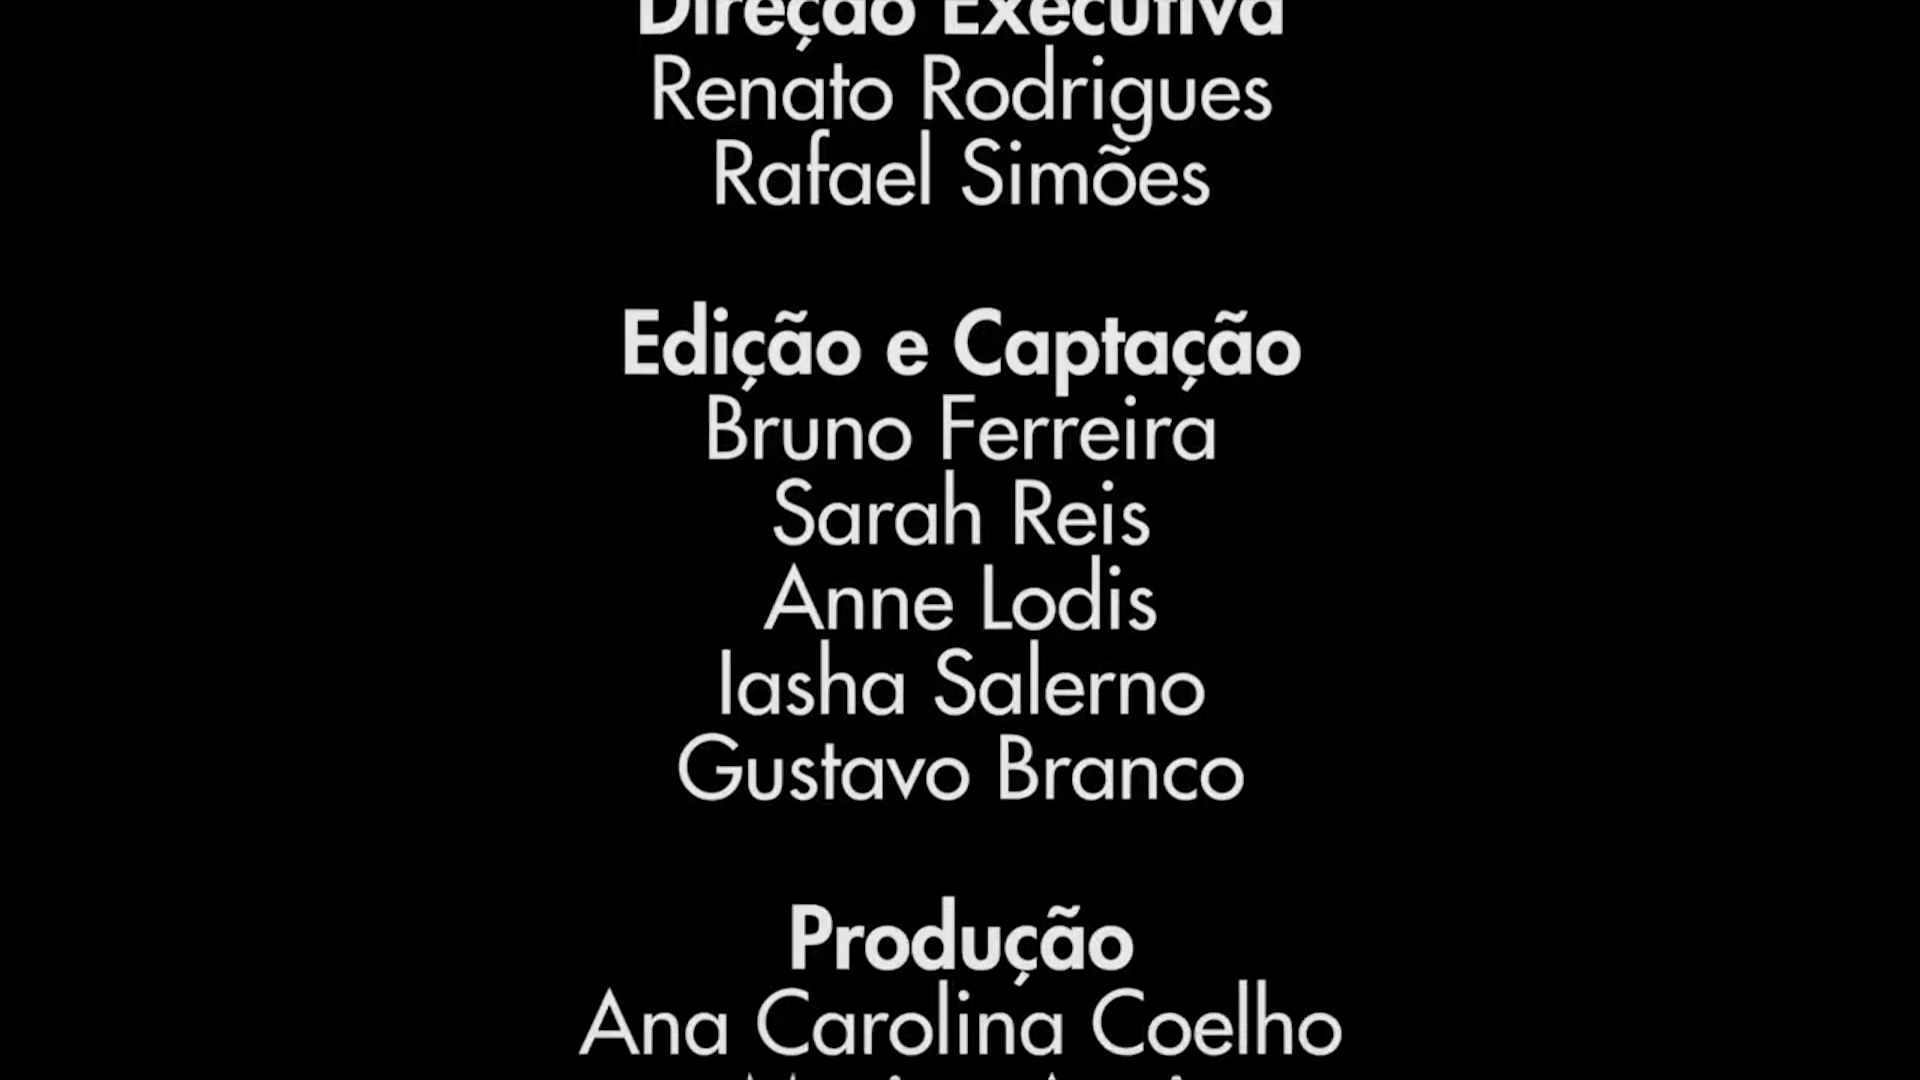 Direção Executiva
Renato Rodrigues
Rafael Simões
Edição e Captação
Bruno Ferreira
Sarah Reis
Anne Lodis
Iasha Salerno
Gustavo Branco
Produção
Ana Carolina Coelho